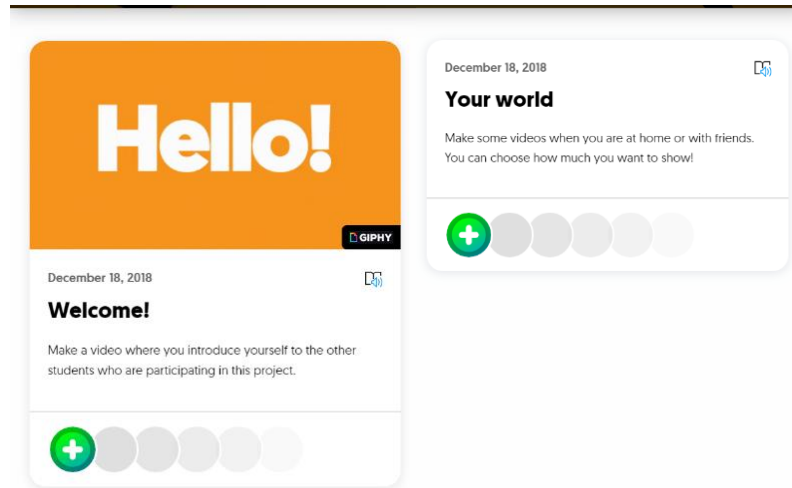 Hello!
GIPHY
December 18, 2018
Welcome!
Make a video where you introduce yourself to the other
students who are participating in this project.
December 18, 2018
Your world
Make some videos when you are at home or with friends.
You can choose how much you want to show!